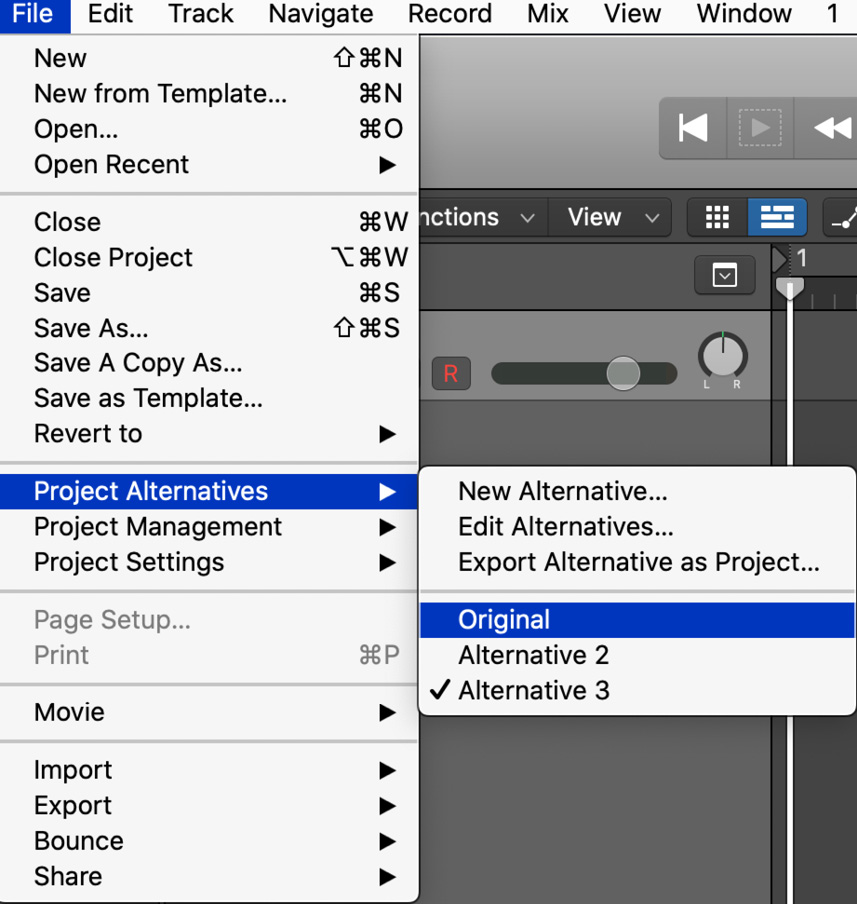 File Edit Track Navigate Record Mix View Window 1
New ⇧⌘N
New from Template... ⌘N
Open... ⌘O
Open Recent ▶
Close ⌘W
Close Project ⌥⌘W
Save ⌘S
Save As... ⇧⌘S
Save A Copy As...
Save as Template...
Revert to ▶
Project Alternatives ▶
Project Management ▶
Project Settings ▶
Page Setup...
Print ⌘P
Movie ▶
Import ▶
Export ▶
Bounce ▶
Share ▶
nctions View
1
R
L R
New Alternative...
Edit Alternatives...
Export Alternative as Project...
Original
Alternative 2
✓ Alternative 3